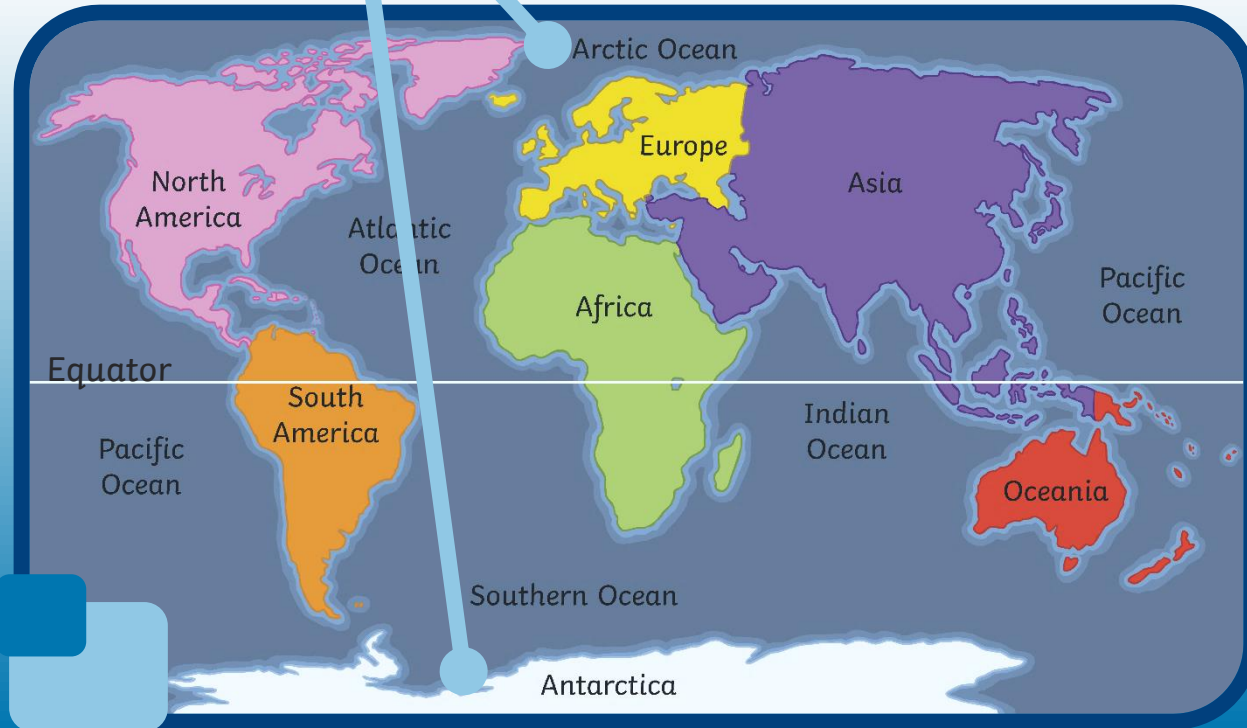 Arctic Ocean
Europe
North
America
Asia
Atlantic
Ocean
Pacific
Ocean
Africa
Equator
South
America
Indian
Ocean
Pacific
Ocean
Oceania
Southern Ocean
Antarctica